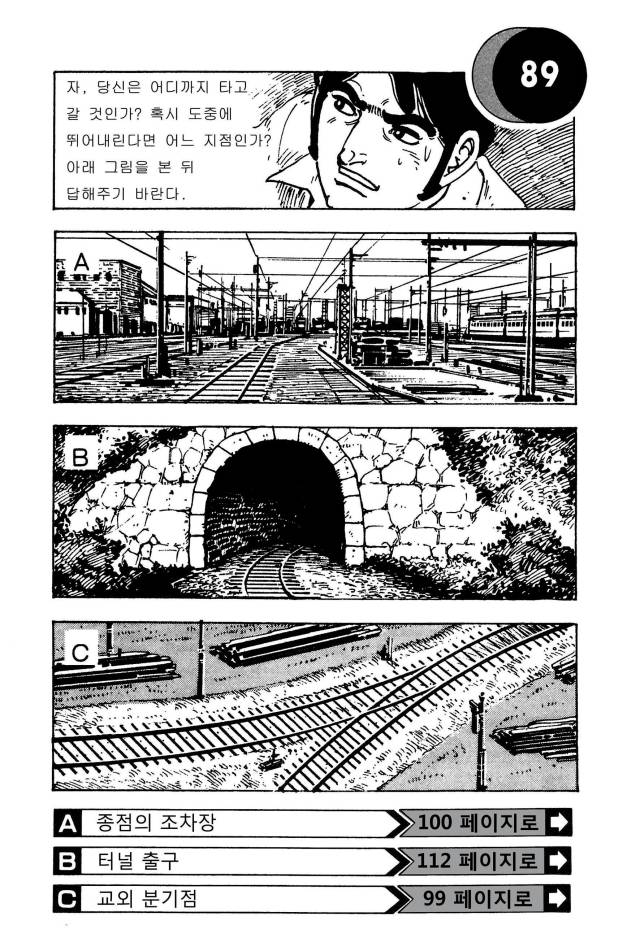 89
자, 당신은 어디까지 타고
갈 것인가? 혹시 도중에
뛰어내린다면 어느 지점인가?
아래 그림을 본 뒤
답해주기 바란다.
A
B
C
A 종점의 조차장 100 페이지로
B 터널 출구 112 페이지로
C 교외 분기점 99 페이지로